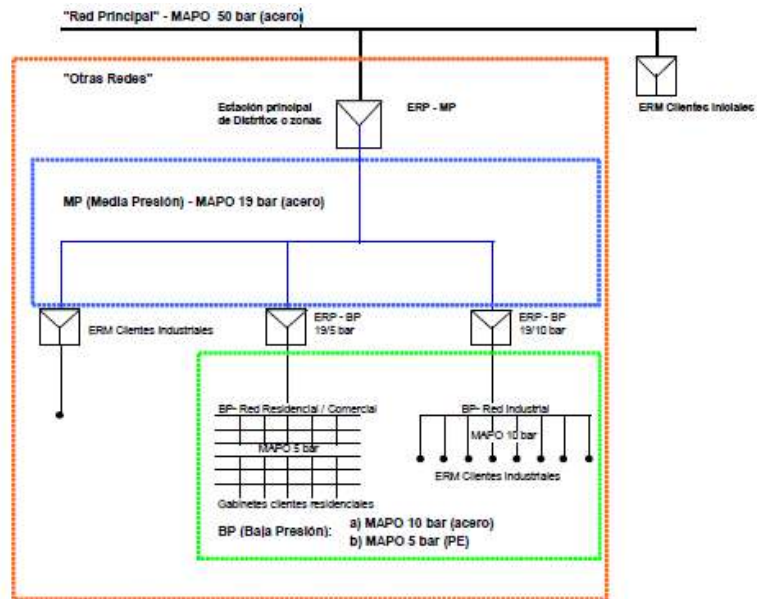 "Red Principal" - MAPO 50 bar (acero)
"Otras Redes"
Estación principal
de Distritos o zonas
ERP - MP
ERM Clientes Iniciales
MP (Media Presión) - MAPO 19 bar (acero)
ERM Clientes Industriales
ERP - BP
19/5 bar
ERP - BP
19/10 bar
BP- Red Residencial / Comercial
MAPO 5 bar
Gabinetes clientes residenciales
BP- Red Industrial
MAPO 10 bar
ERM Clientes Industriales
BP (Baja Presión):
a) MAPO 10 bar (acero)
b) MAPO 5 bar (PE)